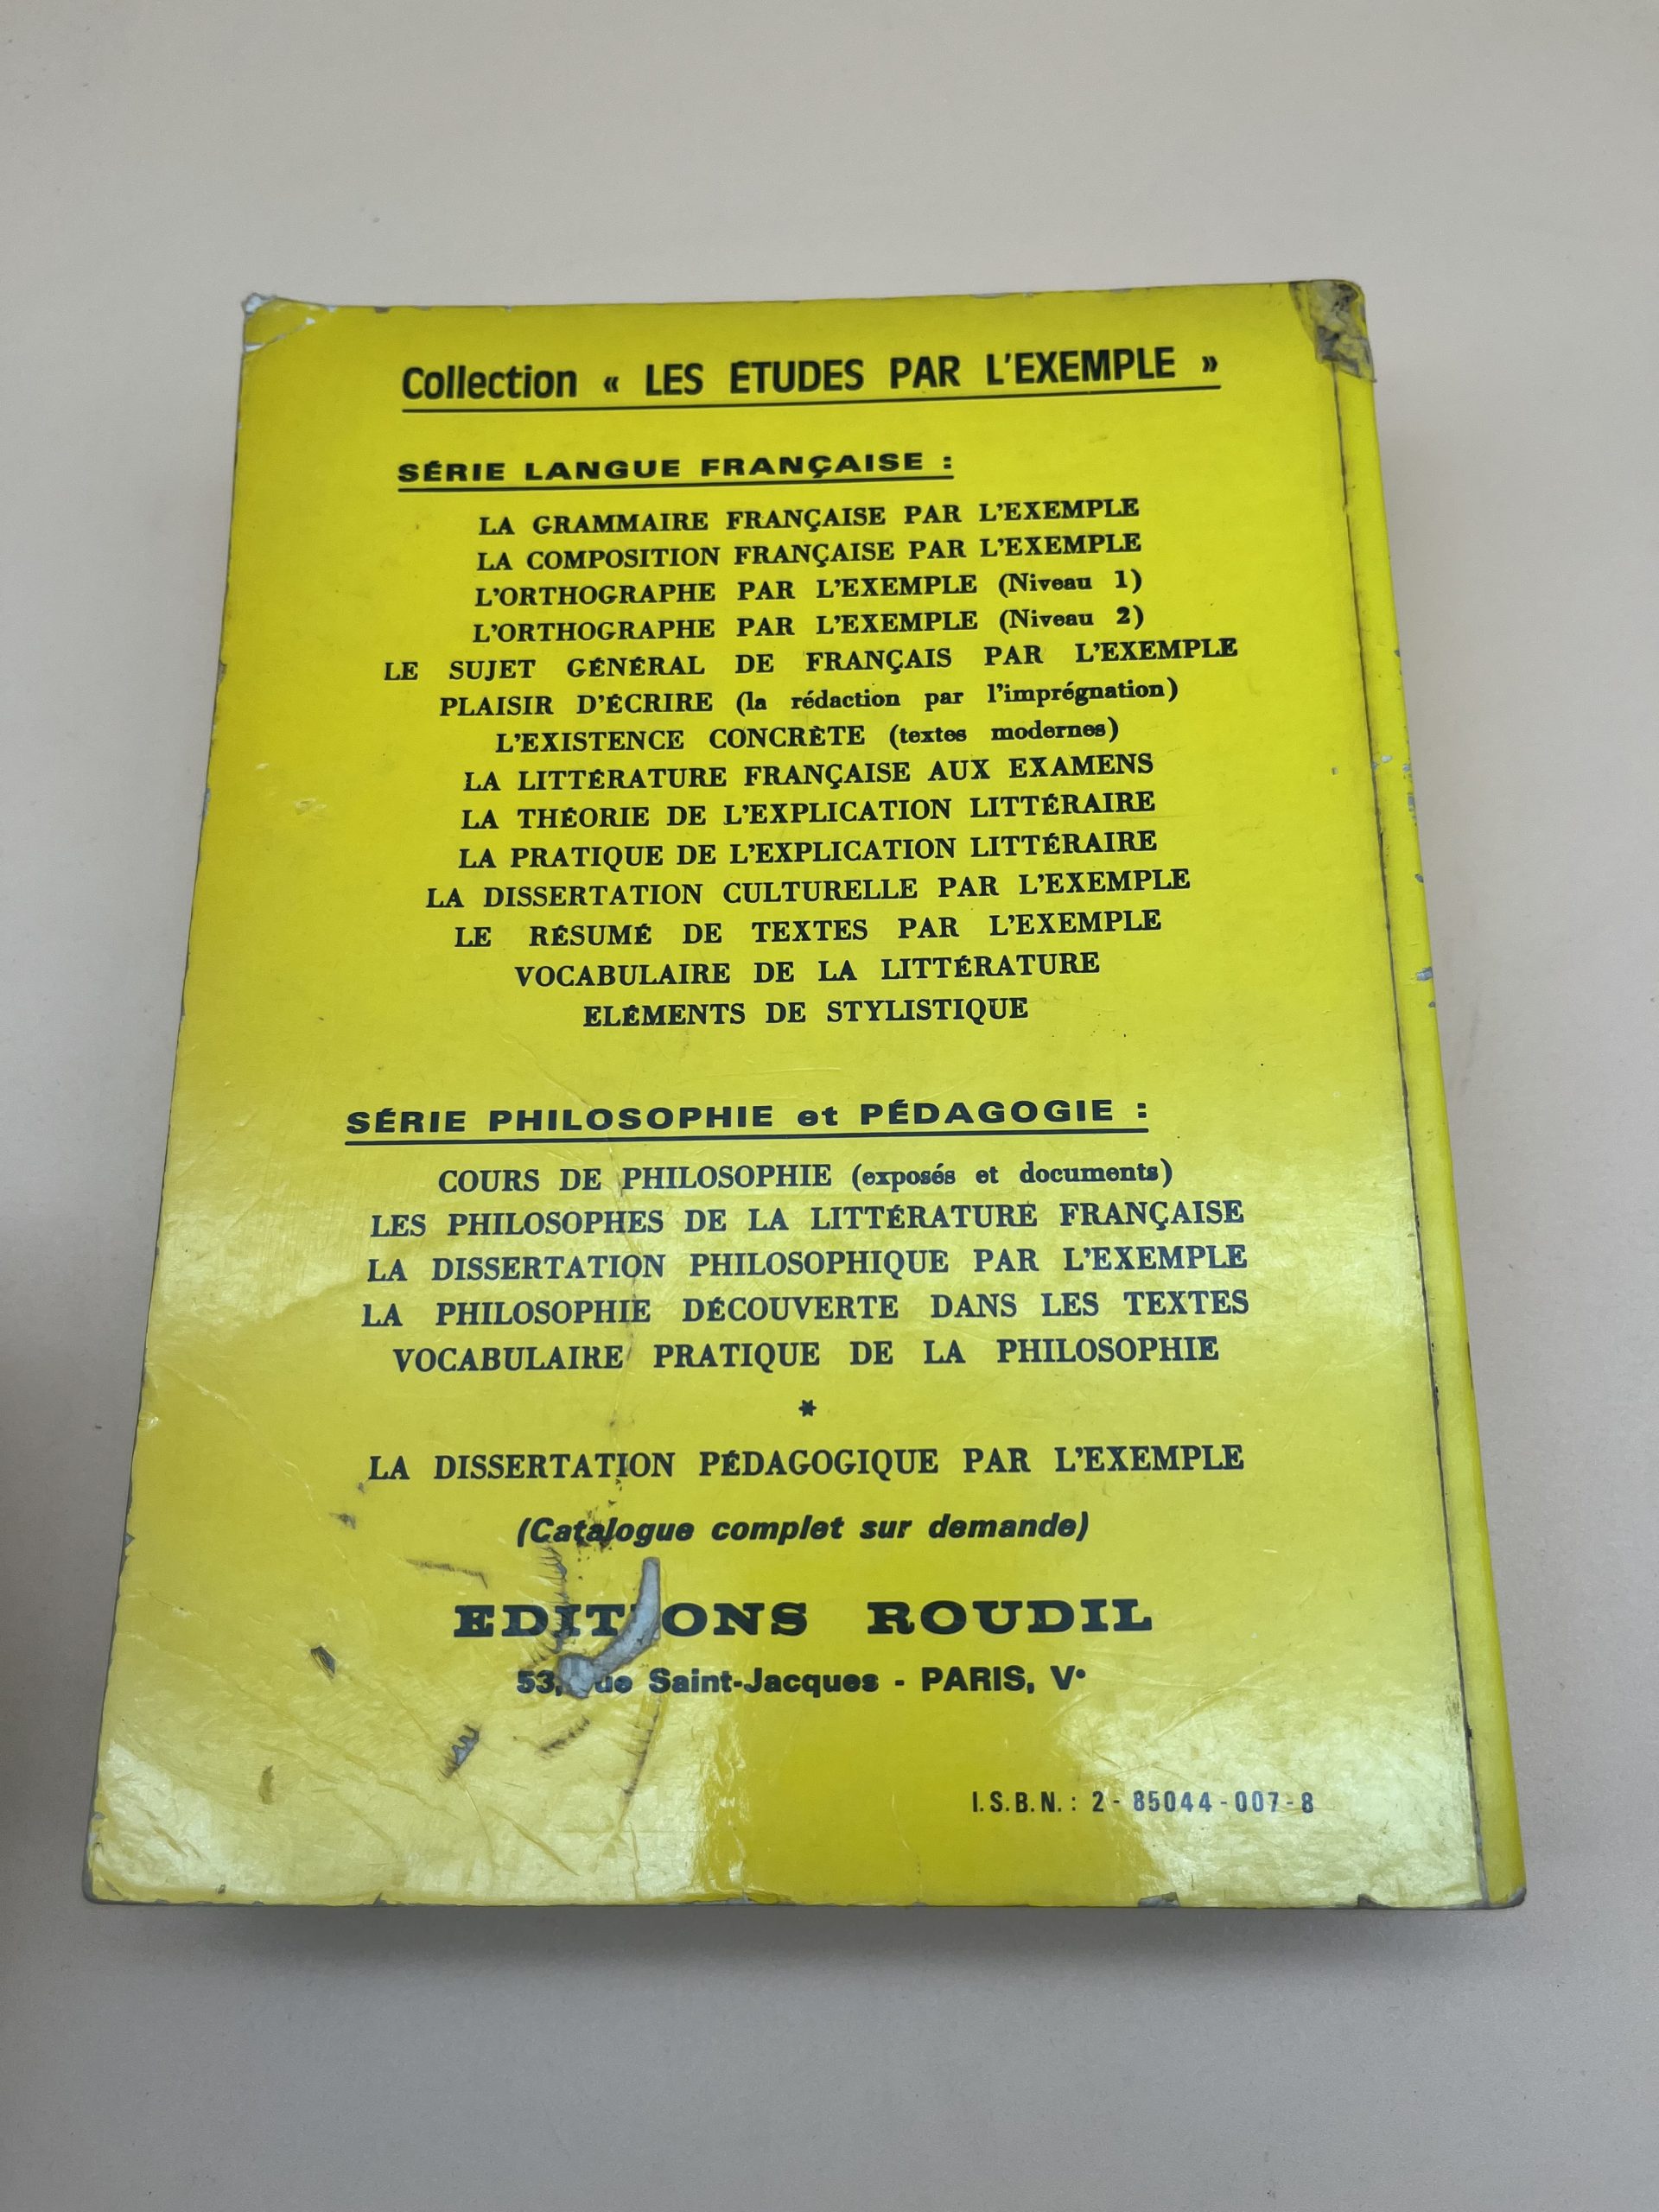 Collection « LES ÉTUDES PAR L'EXEMPLE »
SÉRIE LANGUE FRANÇAISE :
LA GRAMMAIRE FRANÇAISE PAR L'EXEMPLE
LA COMPOSITION FRANÇAISE PAR L'EXEMPLE
L'ORTHOGRAPHE PAR L'EXEMPLE (Niveau 1)
L'ORTHOGRAPHE PAR L'EXEMPLE (Niveau 2)
LE SUJET GÉNÉRAL DE FRANÇAIS PAR L'EXEMPLE
PLAISIR D'ÉCRIRE (la rédaction par l'imprégnation)
L'EXISTENCE CONCRÈTE (textes modernes)
LA LITTÉRATURE FRANÇAISE AUX EXAMENS
LA THÉORIE DE L'EXPLICATION LITTÉRAIRE
LA PRATIQUE DE L'EXPLICATION LITTÉRAIRE
LA DISSERTATION CULTURELLE PAR L'EXEMPLE
LE RÉSUMÉ DE TEXTES PAR L'EXEMPLE
VOCABULAIRE DE LA LITTÉRATURE
ELÉMENTS DE STYLISTIQUE
SÉRIE PHILOSOPHIE et PÉDAGOGIE :
COURS DE PHILOSOPHIE (exposés et documents)
LES PHILOSOPHES DE LA LITTÉRATURE FRANÇAISE
LA DISSERTATION PHILOSOPHIQUE PAR L'EXEMPLE
LA PHILOSOPHIE DÉCOUVERTE DANS LES TEXTES
VOCABULAIRE PRATIQUE DE LA PHILOSOPHIE
*
LA DISSERTATION PÉDAGOGIQUE PAR L'EXEMPLE
(Catalogue complet sur demande)
EDITIONS ROUDIL
53, rue Saint-Jacques - PARIS, Ve
I.S.B.N. : 2-85044-007-8